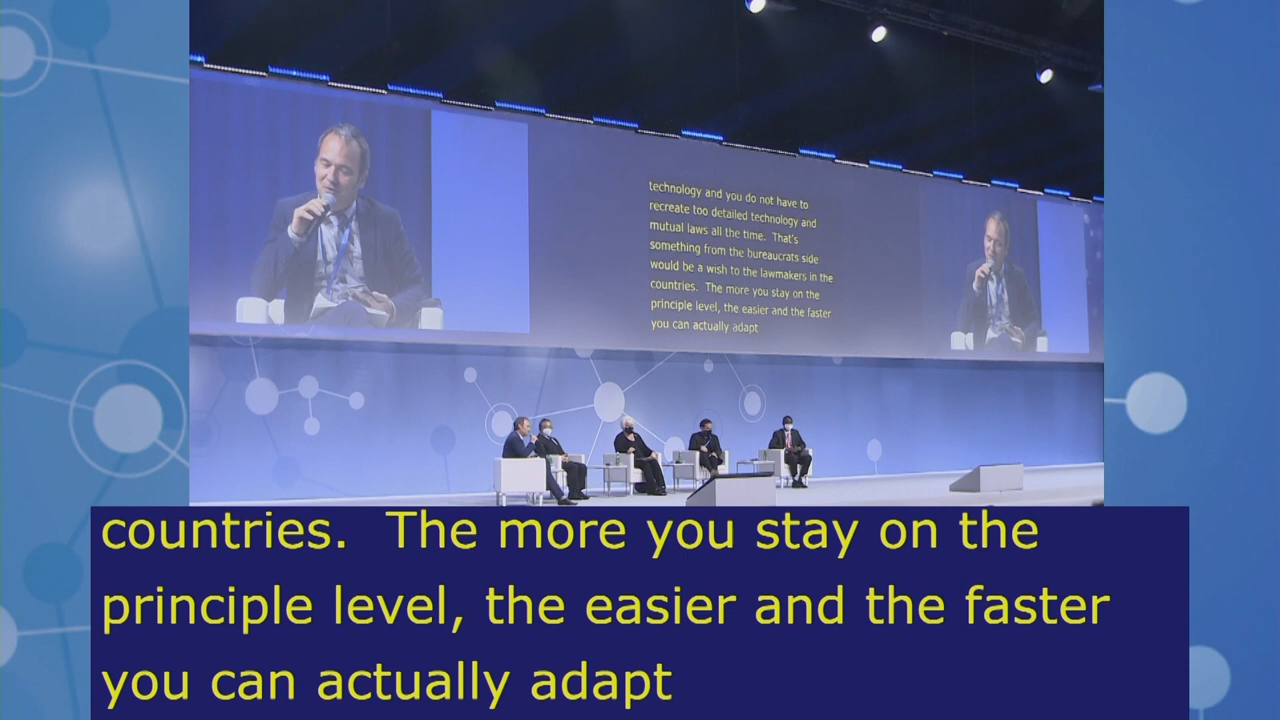 technology and you do not have to
recreate too detailed technology and
mutual laws all the time.  That's
something from the bureaucrats side
would be a wish to the lawmakers in the
countries.  The more you stay on the
principle level, the easier and the faster
you can actually adapt
countries.  The more you stay on the
principle level, the easier and the faster
you can actually adapt